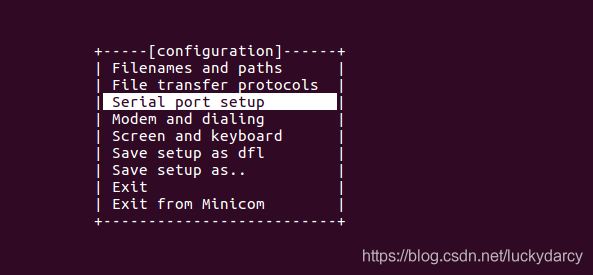 +-----[configuration]------+
| Filenames and paths      |
| File transfer protocols  |
| Serial port setup        |
| Modem and dialing        |
| Screen and keyboard      |
| Save setup as dfl        |
| Save setup as..          |
| Exit                     |
| Exit from Minicom        |
+--------------------------+
https://blog.csdn.net/luckydarcy